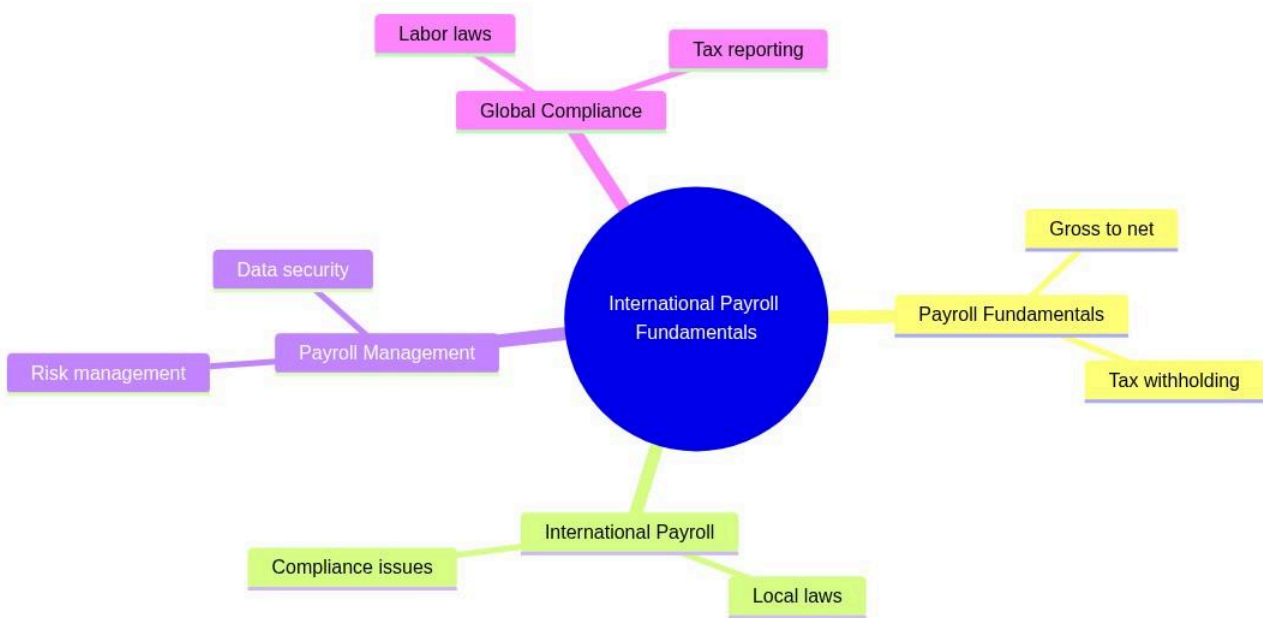 Labor laws
Tax reporting
Global Compliance
Gross to net
Data security
International Payroll
Fundamentals
Payroll Fundamentals
Payroll Management
Risk management
Tax withholding
International Payroll
Compliance issues
Local laws